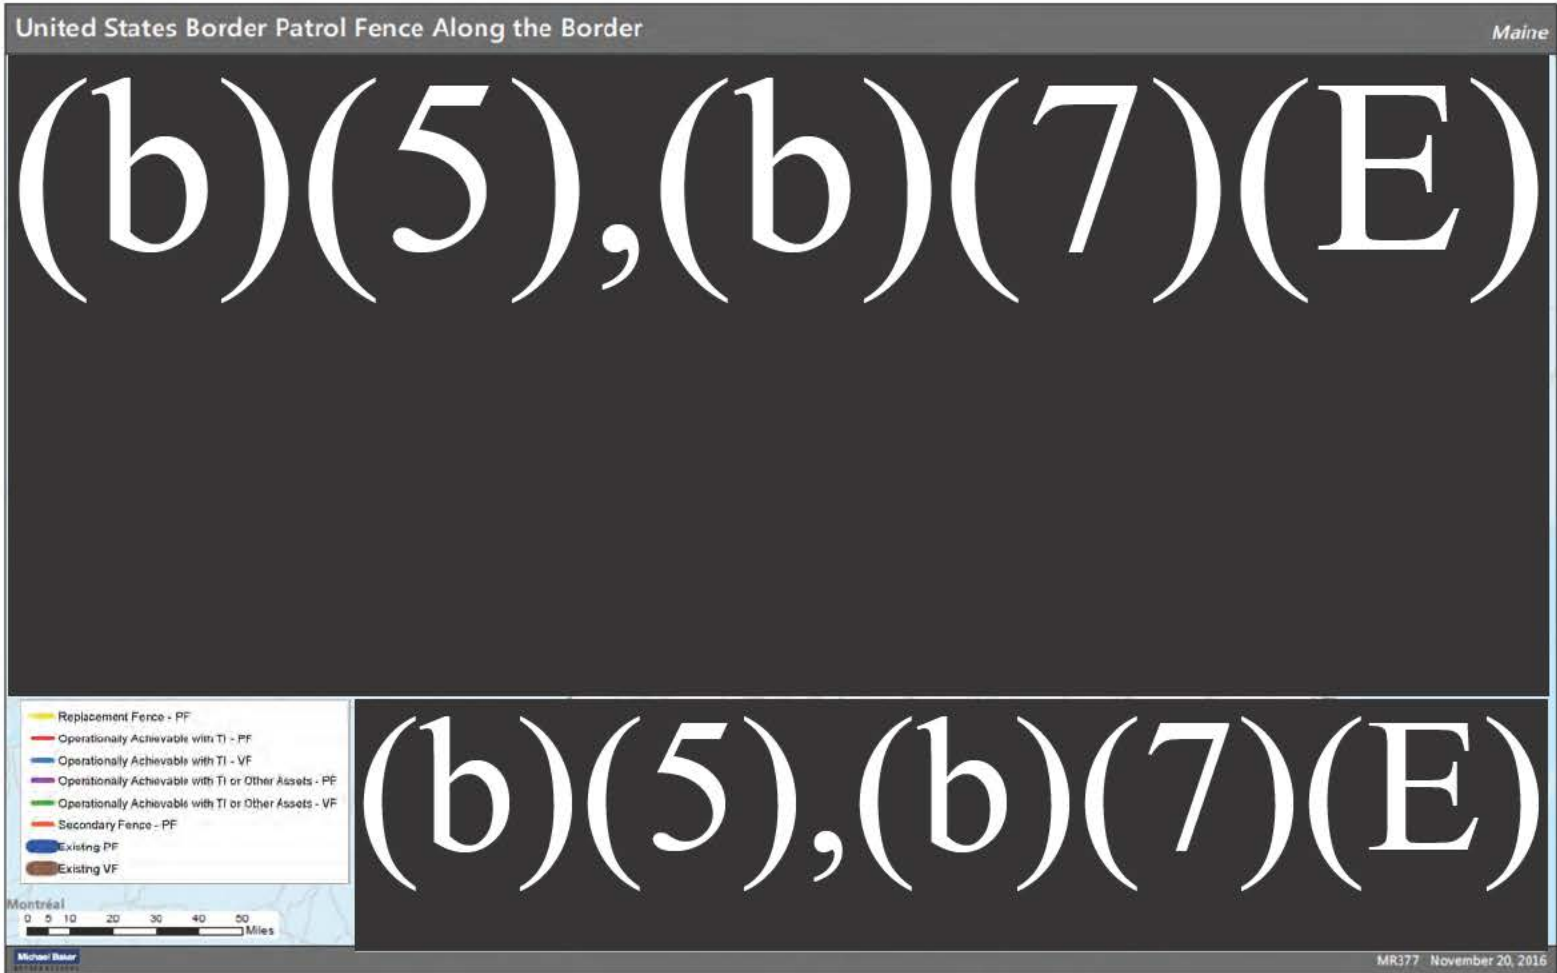 United States Border Patrol Fence Along the Border
Maine
(b)(5),(b)(7)(E)
Replacement Fence - PF
Operationally Achievable with TI - PF
Operationally Achievable with TI - VF
Operationally Achievable with TI or Other Assets - PF
Operationally Achievable with TI or Other Assets - VF
Secondary Fence - PF
Existing PF
Existing VF
(b)(5),(b)(7)(E)
Montréal
0 5 10 20 30 40 50
Miles
Michael Baker
MR377 November 20, 2016